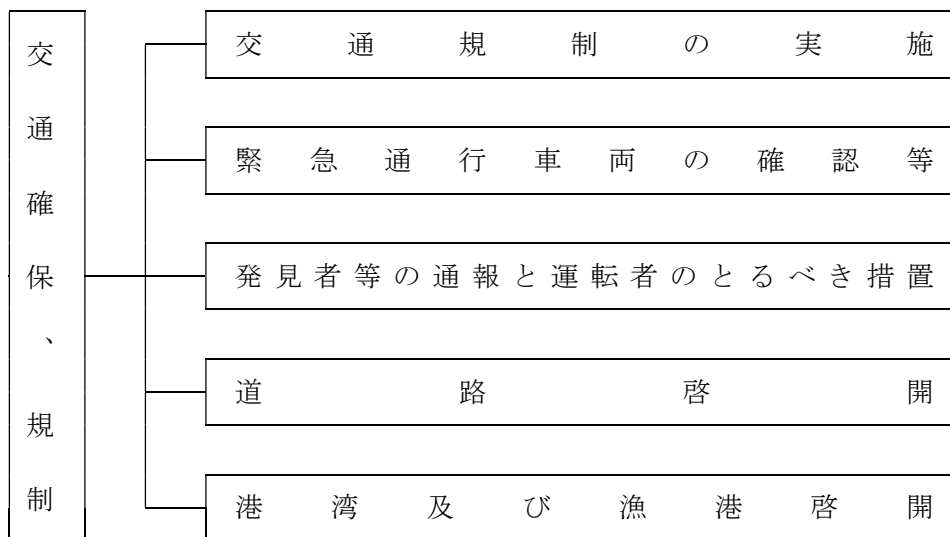 交通確保、規制
交通規制の実施
緊急通行車両の確認等
発見者等の通報と運転者のとるべき措置
道路啓開
港湾及び漁港啓開